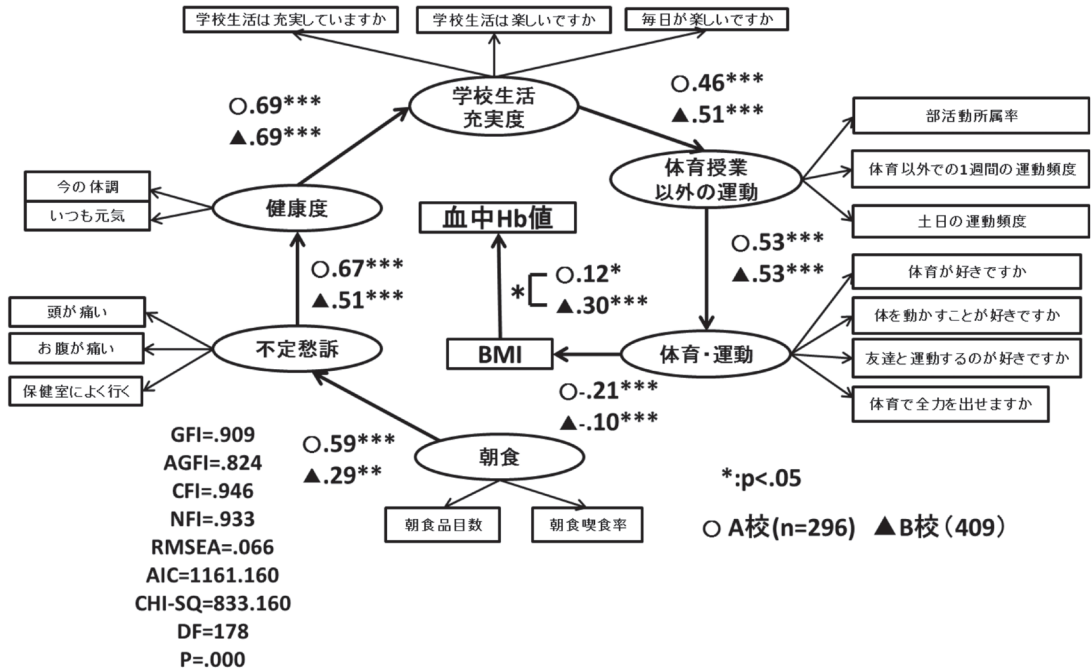 学校生活は充実していますか
学校生活は楽しいですか
毎日が楽しいですか
学校生活
充実度
○.69***
▲.69***
○.46***
▲.51***
部活動所属率
体育以外での1週間の運動頻度
土日の運動頻度
体育授業
以外の運動
今の体調
いつも元気
健康度
血中Hb値
○.67***
▲.51***
*
○.12*
▲.30***
○.53***
▲.53***
体育が好きですか
体を動かすことが好きですか
友達と運動するのが好きですか
体育で全力を出せますか
頭が痛い
お腹が痛い
保健室によく行く
不定愁訴
BMI
体育・運動
○-.21***
▲-.10***
○.59***
▲.29**
朝食
朝食品目数
朝食喫食率
GFI=.909
AGFI=.824
CFI=.946
NFI=.933
RMSEA=.066
AIC=1161.160
CHI-SQ=833.160
DF=178
P=.000
*:p<.05
○ A校(n=296) ▲B校（409）